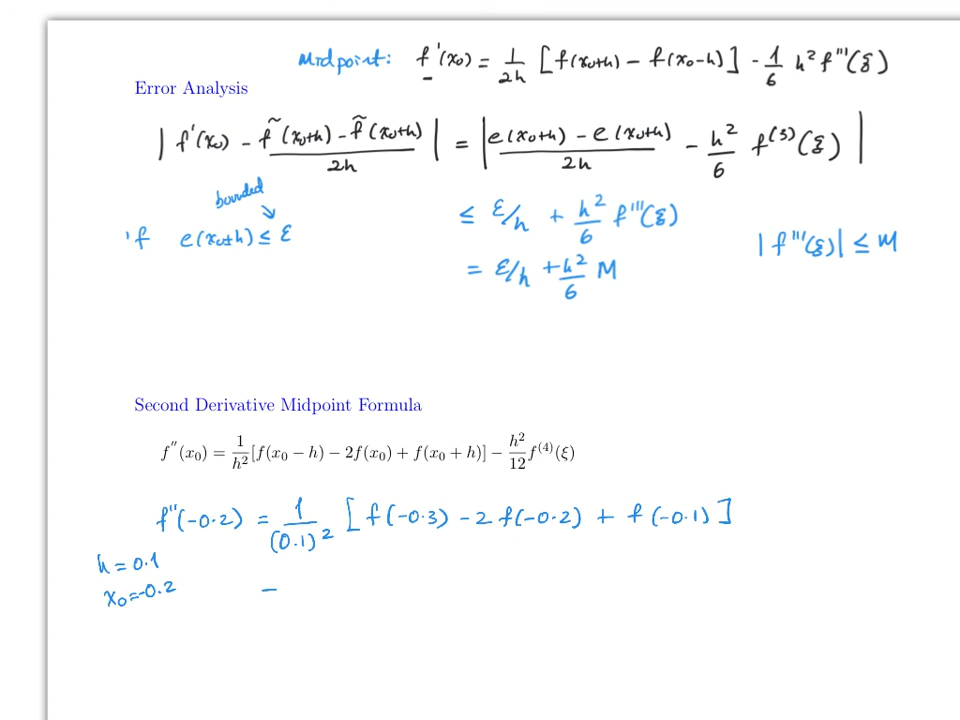 Midpoint: f'(x₀) = 1/2h [f(x₀+h) - f(x₀-h)] - 1/6 h² f'''(ξ)
Error Analysis
| f'(x₀) - (f̃(x₀+h) - f̃(x₀+h))/2h | = | (e(x₀+h) - e(x₀+h))/2h - h²/6 f⁽³⁾(ξ) |
bounded
≤ ε/h + h²/6 f'''(ξ)
'f e(x₀±h) ≤ ε
|f'''(ξ)| ≤ M
= ε/h + h²/6 M
Second Derivative Midpoint Formula
f''(x₀) = 1/h² [f(x₀ − h) − 2f(x₀) + f(x₀ + h)] − h²/12 f⁽⁴⁾(ξ)
f''(-0.2) = 1/(0.1)² [f(-0.3) - 2 f(-0.2) + f(-0.1)]
h = 0.1
x₀=-0.2 =